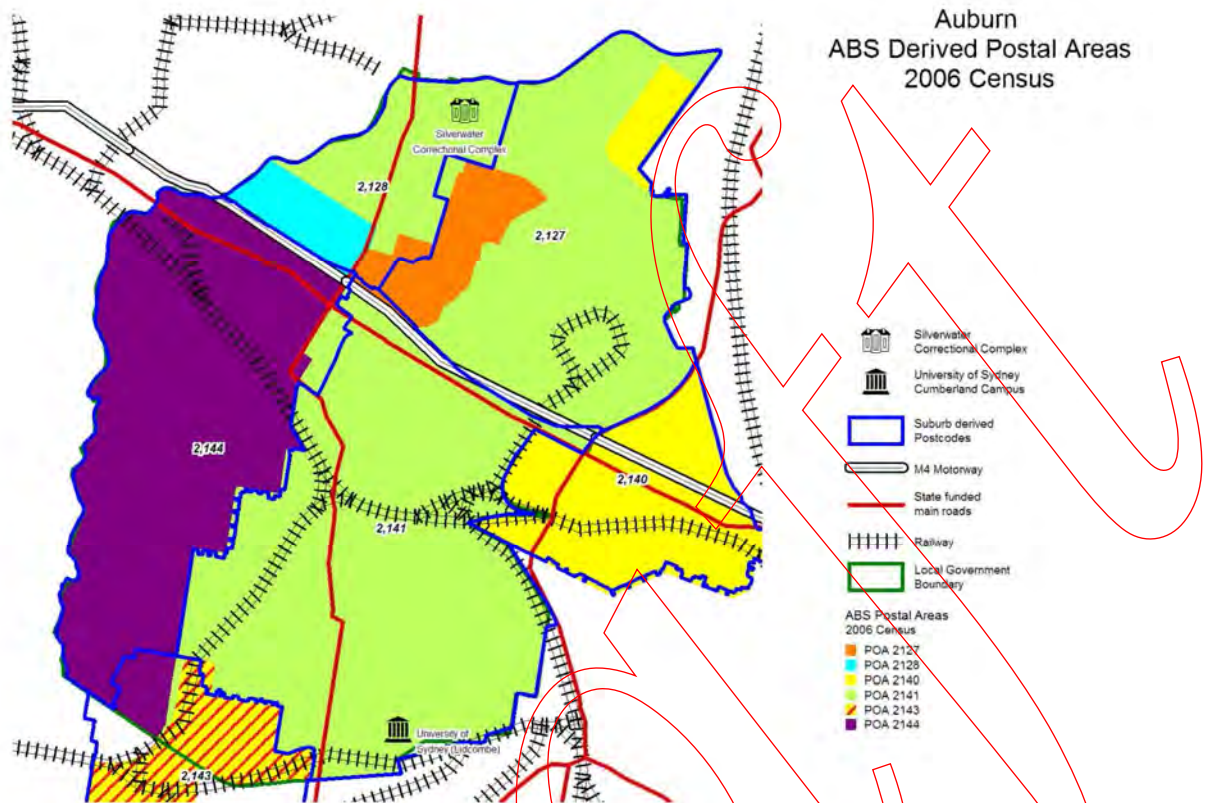 Auburn
ABS Derived Postal Areas
2006 Census
Silverwater
Correctional Complex
2,128
2,127
2,144
2,140
2,141
University of
Sydney (Lidcombe)
2,143
Silverwater
Correctional Complex
University of Sydney
Cumberland Campus
Suburb derived
Postcodes
M4 Motorway
State funded
main roads
Railway
Local Government
Boundary
ABS Postal Areas
2006 Census
POA 2127
POA 2128
POA 2140
POA 2141
POA 2143
POA 2144